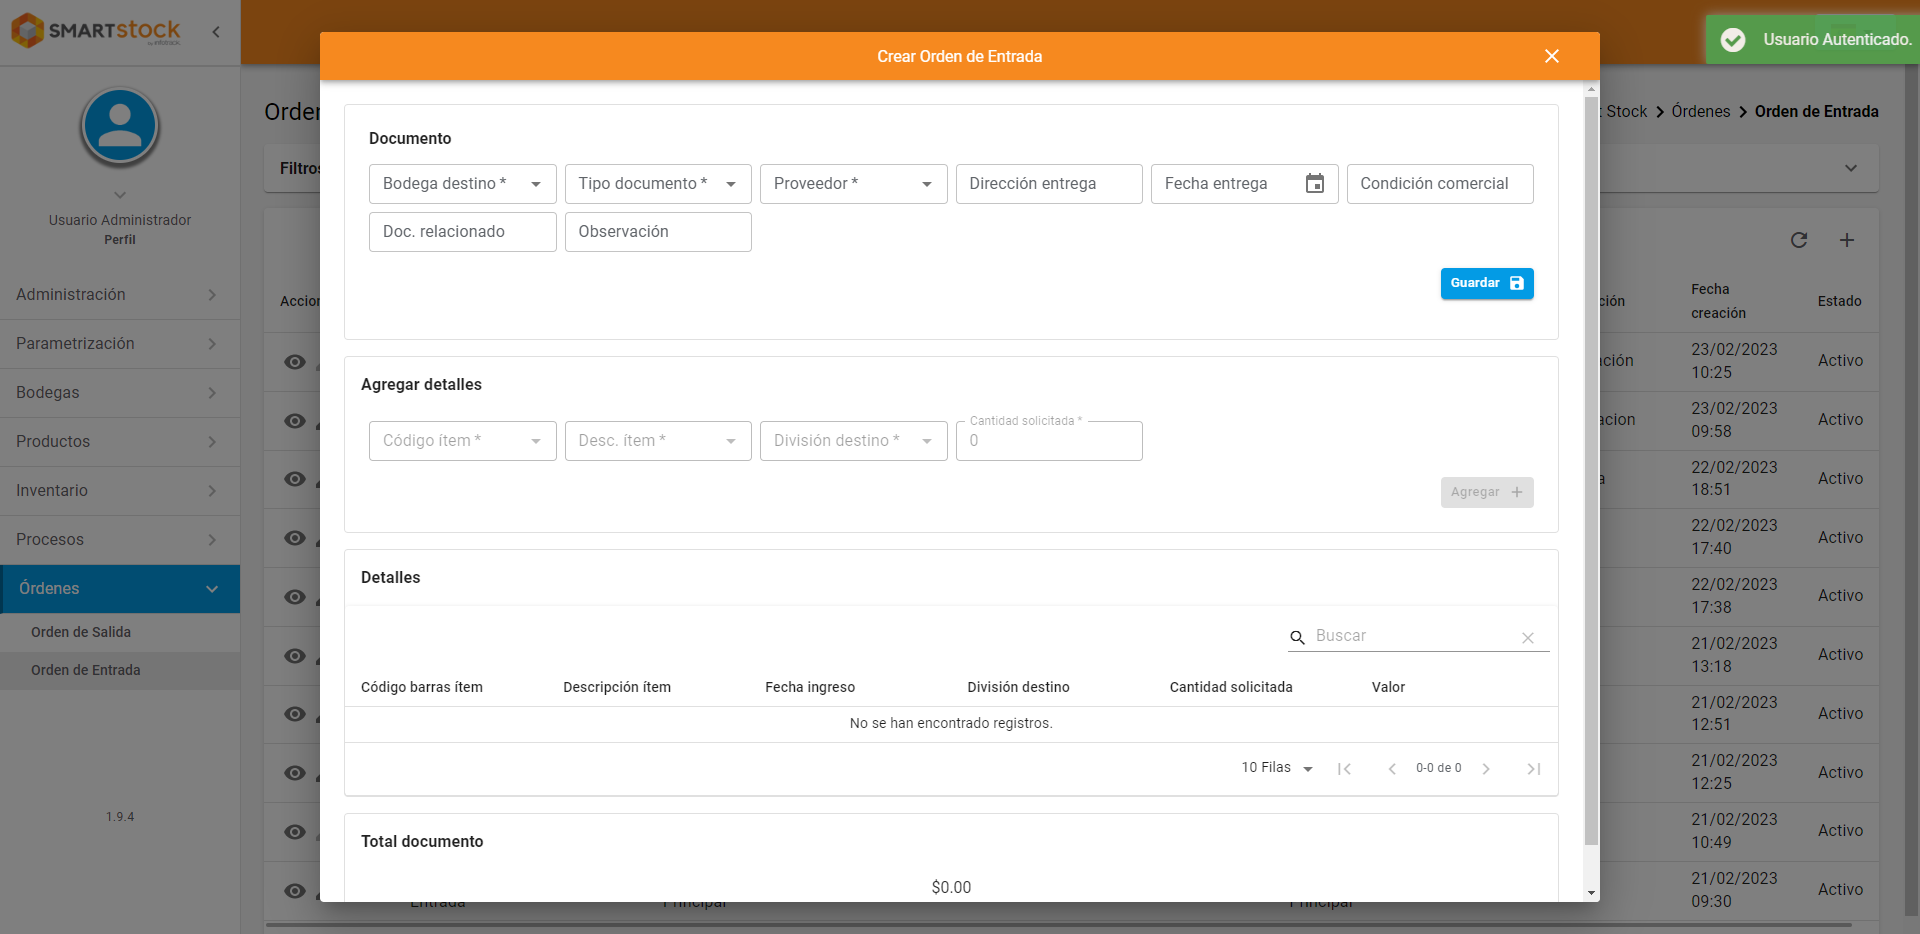 SMARTstock
Usuario Autenticado.
Crear Orden de Entrada
Stock > Órdenes > Orden de Entrada
Usuario Administrador
Perfil
Administración
Parametrización
Bodegas
Productos
Inventario
Procesos
Órdenes
Orden de Salida
Orden de Entrada
1.9.4
Documento
Bodega destino * Tipo documento * Proveedor * Dirección entrega Fecha entrega Condición comercial
Doc. relacionado Observación
Guardar
Agregar detalles
Código ítem * Desc. ítem * División destino * Cantidad solicitada *
0
Agregar +
Detalles
Buscar
Código barras ítem Descripción ítem Fecha ingreso División destino Cantidad solicitada Valor
No se han encontrado registros.
10 Filas 0-0 de 0
Total documento
$0.00
Fecha
creación
Estado
23/02/2023
10:25
Activo
23/02/2023
09:58
Activo
22/02/2023
18:51
Activo
22/02/2023
17:40
Activo
22/02/2023
17:38
Activo
21/02/2023
13:18
Activo
21/02/2023
12:51
Activo
21/02/2023
12:25
Activo
21/02/2023
10:49
Activo
21/02/2023
09:30
Activo
Entrada Principal Principal